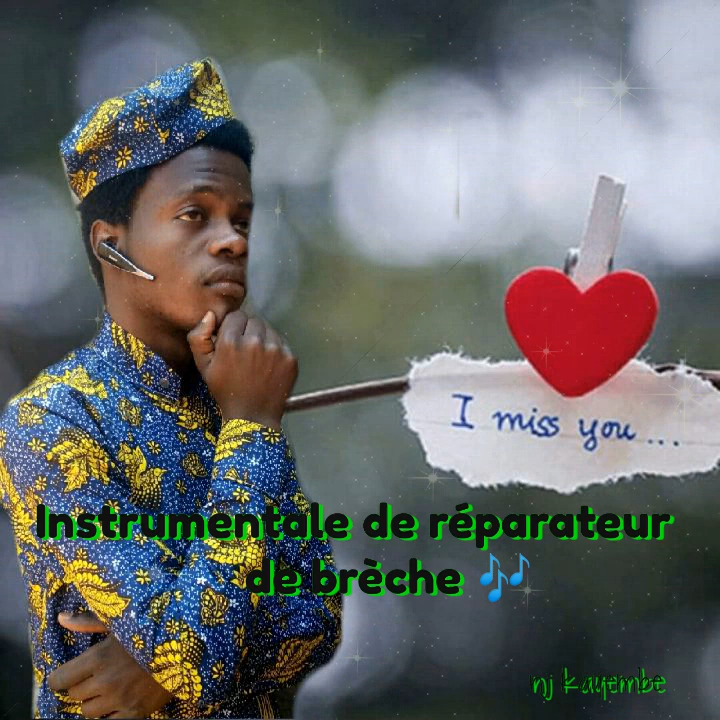 I miss you ...
Instrumentale de réparateur
de brèche 🎶
nj kayembe